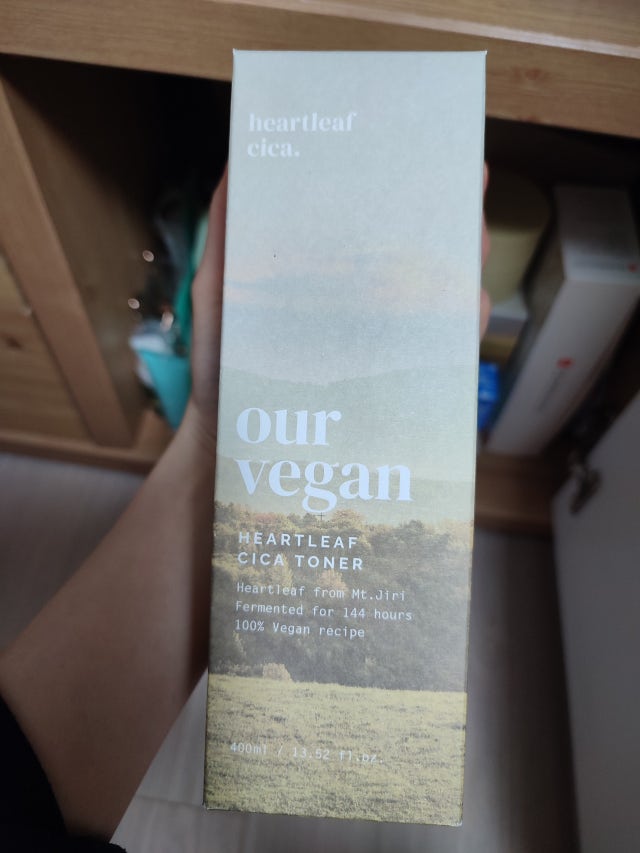 heartleaf
cica.
our
vegan
HEARTLEAF
CICA TONER
Heartleaf from Mt.Jiri
Fermented for 144 hours
100% Vegan recipe
400ml / 13.52 fl.oz.